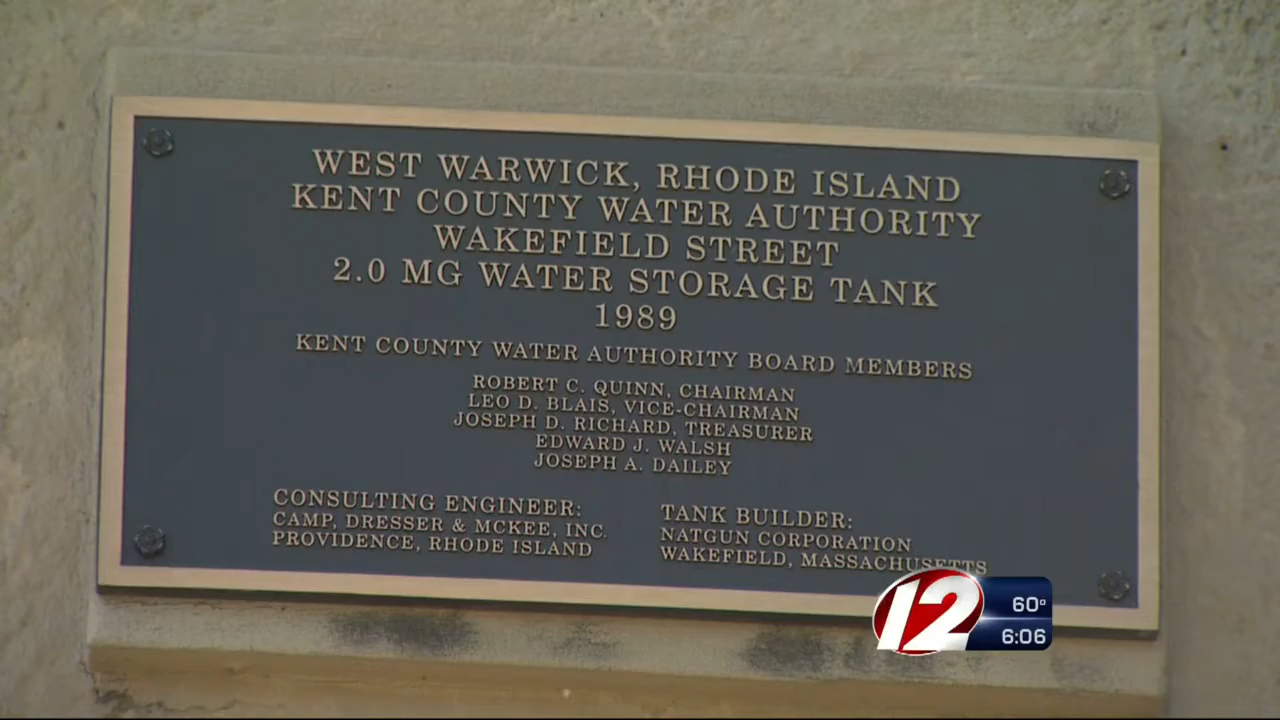 WEST WARWICK, RHODE ISLAND
KENT COUNTY WATER AUTHORITY
WAKEFIELD STREET
2.0 MG WATER STORAGE TANK
1989
KENT COUNTY WATER AUTHORITY BOARD MEMBERS
ROBERT C. QUINN, CHAIRMAN
LEO D. BLAIS, VICE-CHAIRMAN
JOSEPH D. RICHARD, TREASURER
EDWARD J. WALSH
JOSEPH A. DAILEY
CONSULTING ENGINEER:
CAMP, DRESSER & MCKEE, INC.
PROVIDENCE, RHODE ISLAND
TANK BUILDER:
NATGUN CORPORATION
WAKEFIELD, MASSACHUSETTS
12
60°
6:06